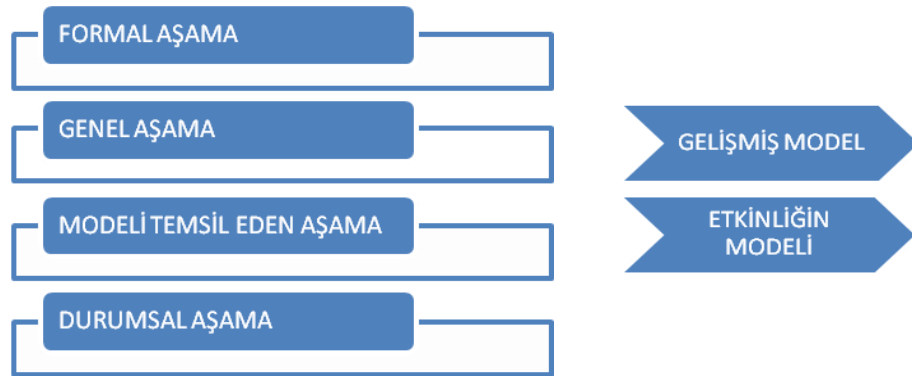 FORMAL AŞAMA
GENEL AŞAMA
MODELİ TEMSİL EDEN AŞAMA
DURUMSAL AŞAMA
GELİŞMİŞ MODEL
ETKİNLİĞİN
MODELİ